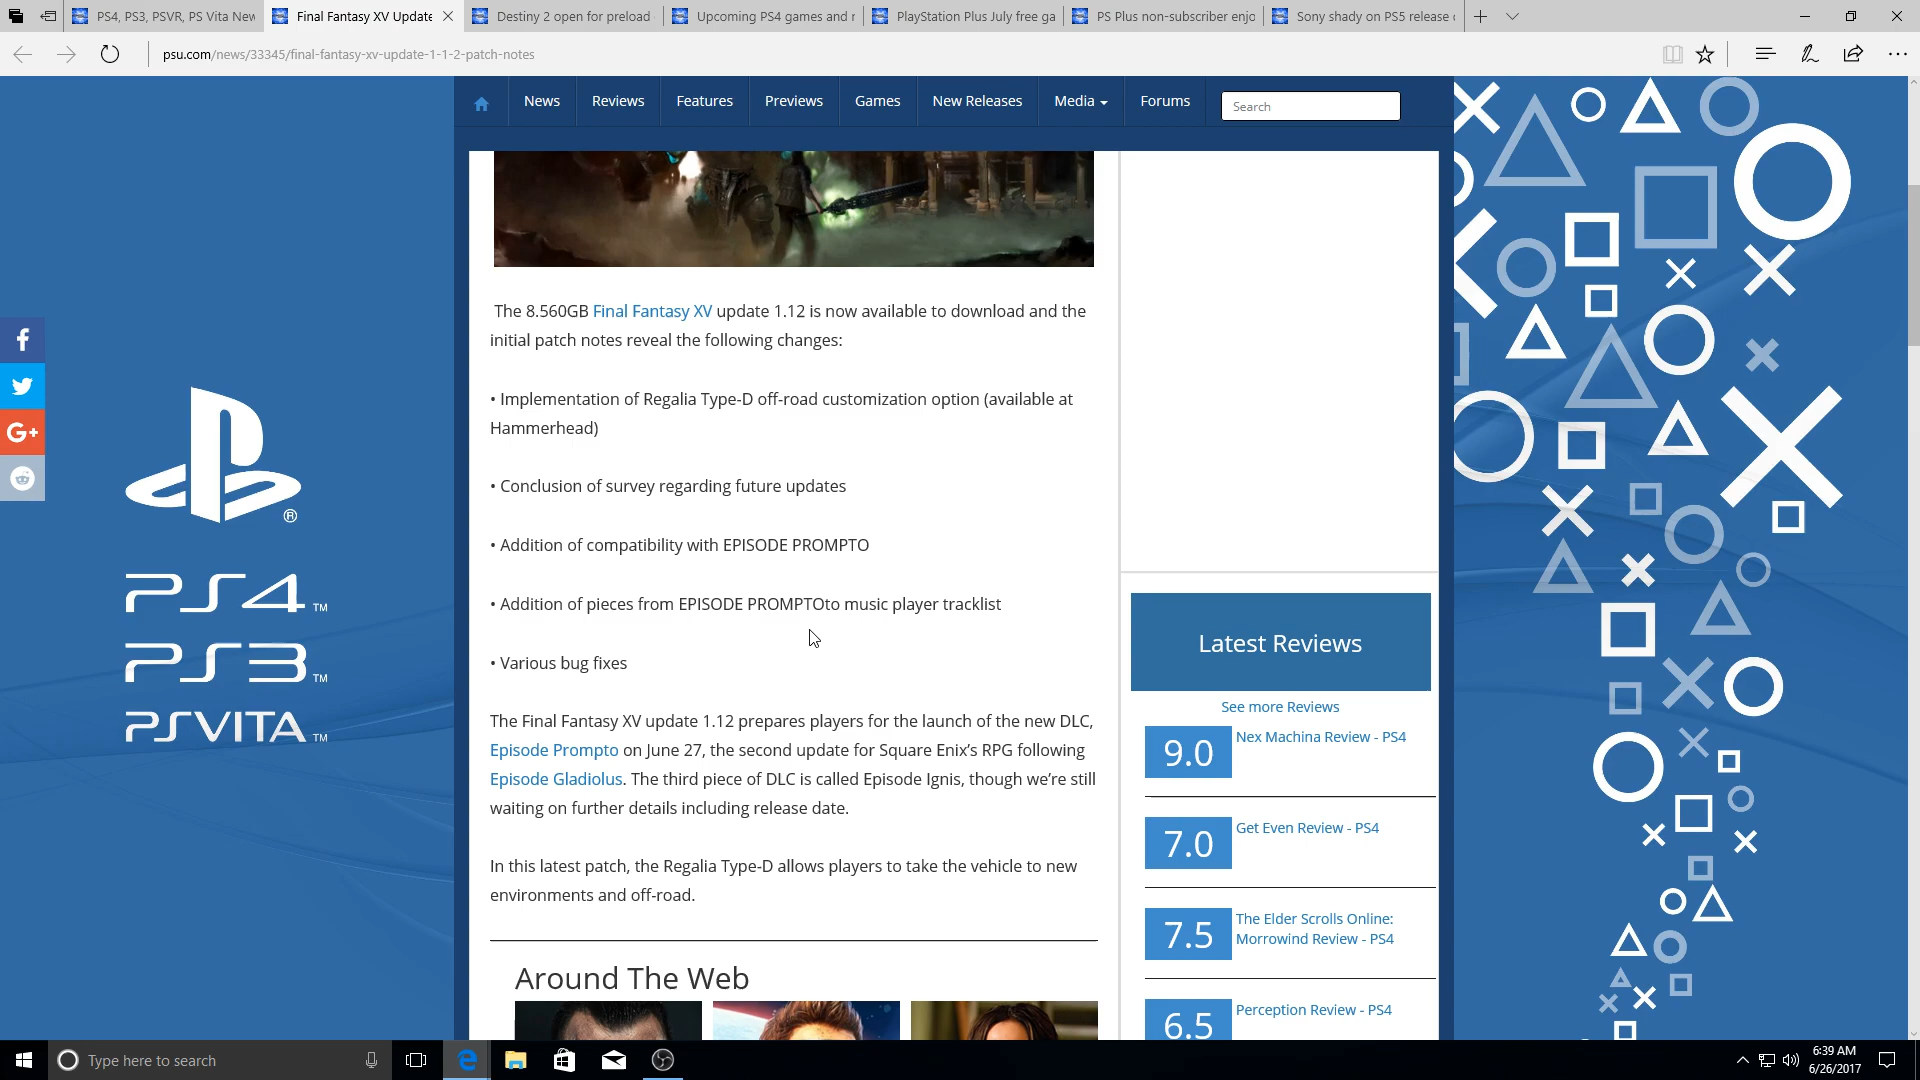 PS4, PS3, PSVR, PS Vita New
Final Fantasy XV Update
Destiny 2 open for preload
Upcoming PS4 games and r
PlayStation Plus July free ga
PS Plus non-subscriber enjo
Sony shady on PS5 release
psu.com/news/33345/final-fantasy-xv-update-1-1-2-patch-notes
News
Reviews
Features
Previews
Games
New Releases
Media
Forums
Search
The 8.560GB Final Fantasy XV update 1.12 is now available to download and the
initial patch notes reveal the following changes:
• Implementation of Regalia Type-D off-road customization option (available at
Hammerhead)
• Conclusion of survey regarding future updates
• Addition of compatibility with EPISODE PROMPTO
• Addition of pieces from EPISODE PROMPTOto music player tracklist
• Various bug fixes
The Final Fantasy XV update 1.12 prepares players for the launch of the new DLC,
Episode Prompto on June 27, the second update for Square Enix’s RPG following
Episode Gladiolus. The third piece of DLC is called Episode Ignis, though we’re still
waiting on further details including release date.
In this latest patch, the Regalia Type-D allows players to take the vehicle to new
environments and off-road.
Around The Web
Latest Reviews
See more Reviews
9.0
Nex Machina Review - PS4
7.0
Get Even Review - PS4
7.5
The Elder Scrolls Online:
Morrowind Review - PS4
6.5
Perception Review - PS4
G+
®
PS4™
PS3™
PSVITA™
Type here to search
6:39 AM
6/26/2017